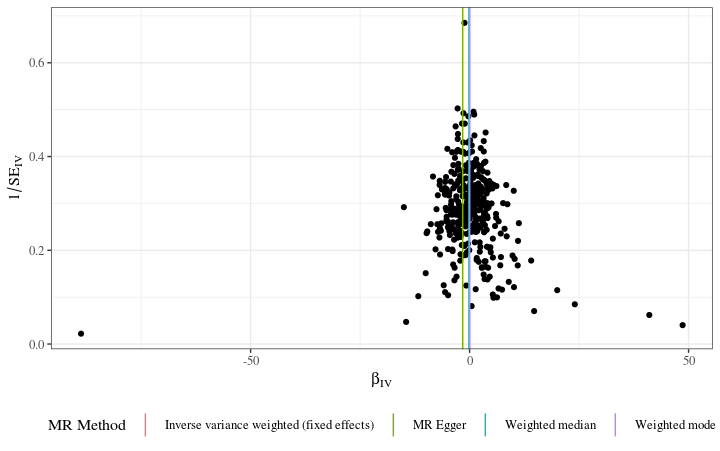 0.6
0.4
0.2
0.0
1/SE_IV
-50
0
50
β_IV
MR Method
Inverse variance weighted (fixed effects)
MR Egger
Weighted median
Weighted mode